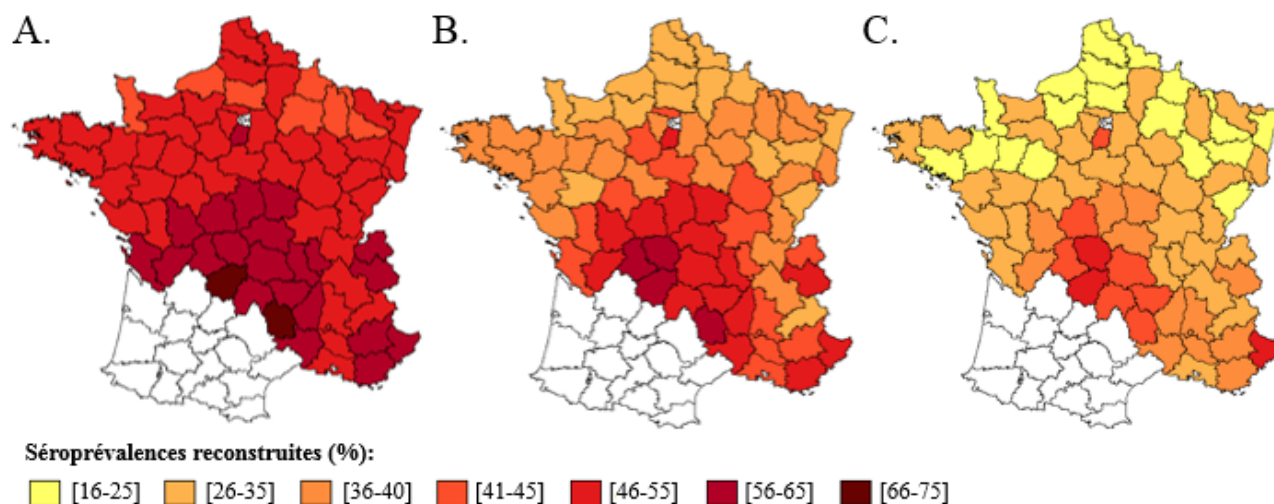 A. B. C.
Séroprévalences reconstruites (%):
[16-25] [26-35] [36-40] [41-45] [46-55] [56-65] [66-75]